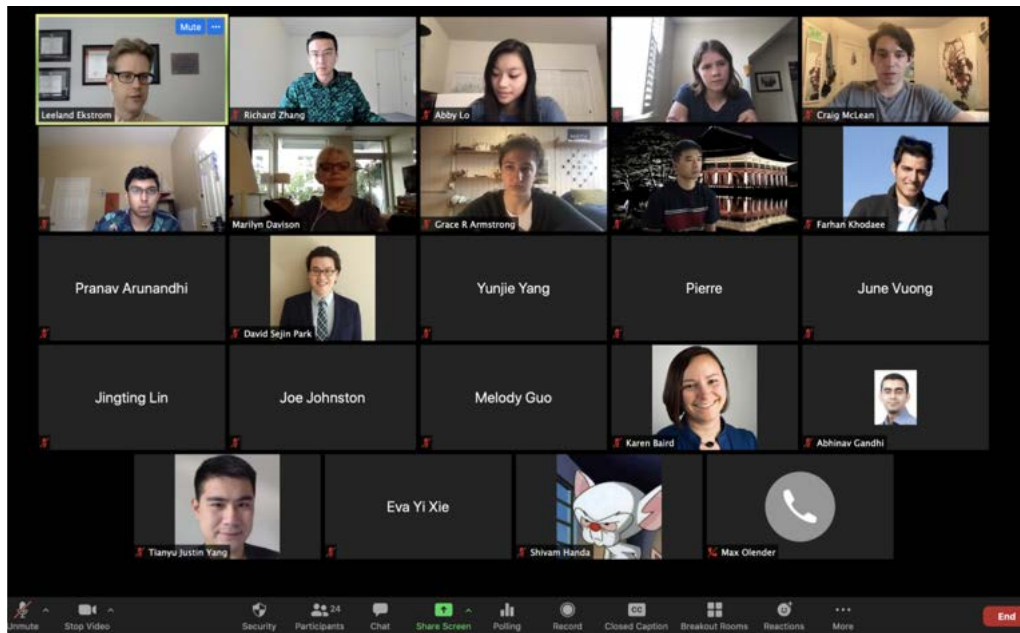 Mute ...
Leeland Ekstrom
Richard Zhang
Abby Lo
Craig McLean
Marilyn Davison
Grace R Armstrong
Farhan Khodaee
Pranav Arunandhi
David Sejin Park
Yunjie Yang
Pierre
June Vuong
Jingting Lin
Joe Johnston
Melody Guo
Karen Baird
Abhinav Gandhi
Tianyu Justin Yang
Eva Yi Xie
Shivam Handa
Max Olender
Unmute
Stop Video
Security
24
Participants
Chat
Share Screen
Polling
Record
CC
Closed Caption
Breakout Rooms
Reactions
More
End